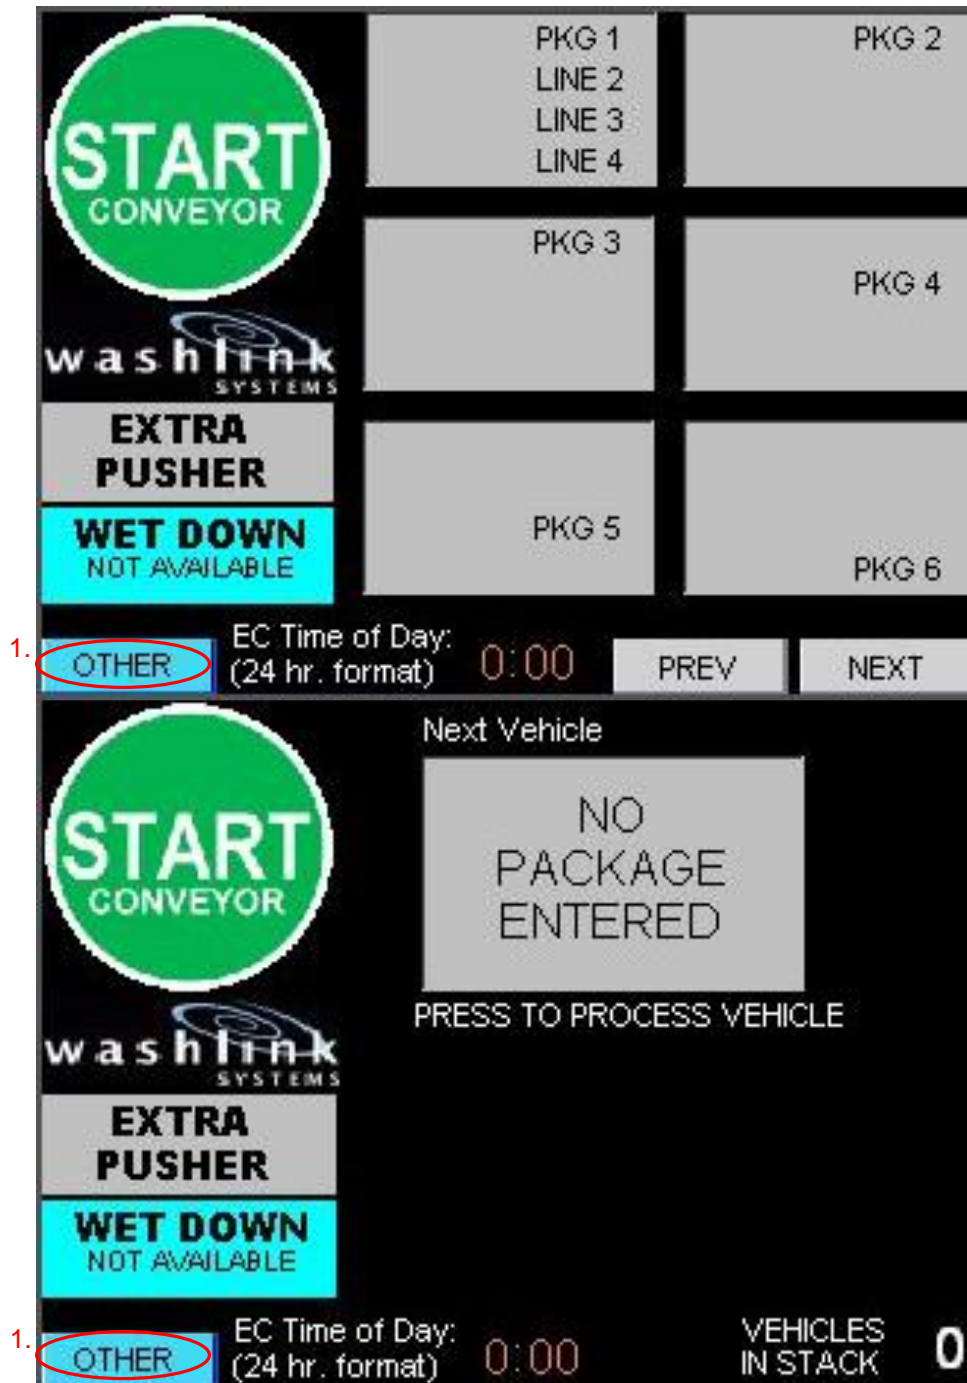 START
CONVEYOR
washlink
SYSTEMS
EXTRA
PUSHER
WET DOWN
NOT AVAILABLE
PKG 1
LINE 2
LINE 3
LINE 4
PKG 2
PKG 3
PKG 4
PKG 5
PKG 6
1.
OTHER
EC Time of Day:
(24 hr. format)
0:00
PREV
NEXT
START
CONVEYOR
washlink
SYSTEMS
EXTRA
PUSHER
WET DOWN
NOT AVAILABLE
Next Vehicle
NO
PACKAGE
ENTERED
PRESS TO PROCESS VEHICLE
1.
OTHER
EC Time of Day:
(24 hr. format)
0:00
VEHICLES
IN STACK
0